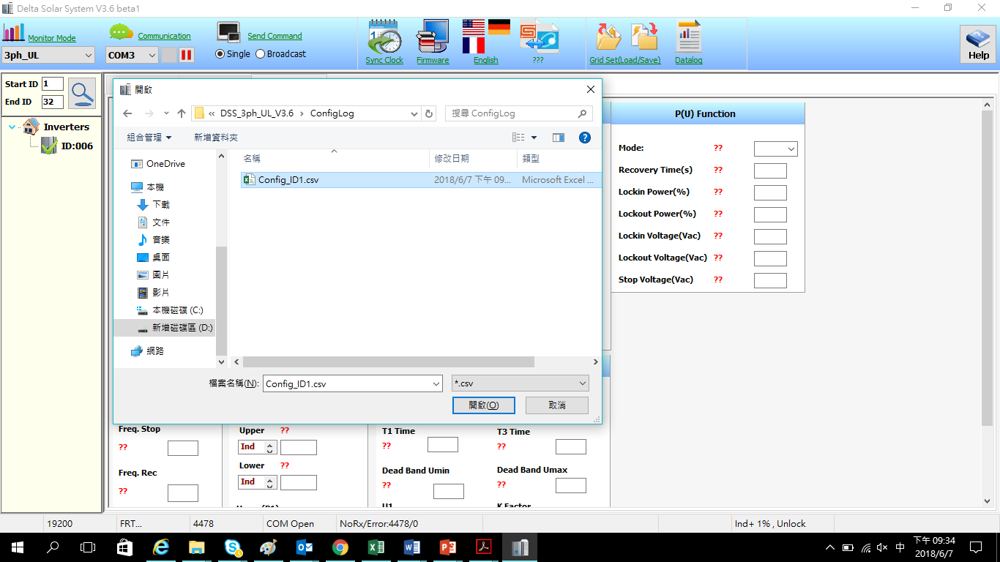 Delta Solar System V3.6 beta1
Monitor Mode
3ph_UL
Communication
COM3
Send Command
Single Broadcast
Sync Clock
Firmware
English
???
Grid Set(Load/Save)
Datalog
Help
Start ID 1
End ID 32
Inverters
ID:006
開啟
« DSS_3ph_UL_V3.6 › ConfigLog
搜尋 ConfigLog
組合管理
新增資料夾
OneDrive
本機
下載
文件
音樂
桌面
圖片
影片
本機磁碟 (C:)
新增磁碟區 (D:)
網路
名稱 修改日期 類型
Config_ID1.csv 2018/6/7 下午 09... Microsoft Excel ...
檔案名稱(N): Config_ID1.csv
*.csv
開啟(O)
取消
P(U) Function
Mode: ??
Recovery Time(s) ??
Lockin Power(%) ??
Lockout Power(%) ??
Lockin Voltage(Vac) ??
Lockout Voltage(Vac) ??
Stop Voltage(Vac) ??
Freq. Stop
??
Freq. Rec
??
Upper ??
Ind
Lower ??
Ind
T1 Time
??
T3 Time
??
Dead Band Umin
??
Dead Band Umax
??
U1
K Factor
19200
FRT...
4478
COM Open
NoRx/Error:4478/0
Ind+ 1% , Unlock
中
下午 09:34
2018/6/7